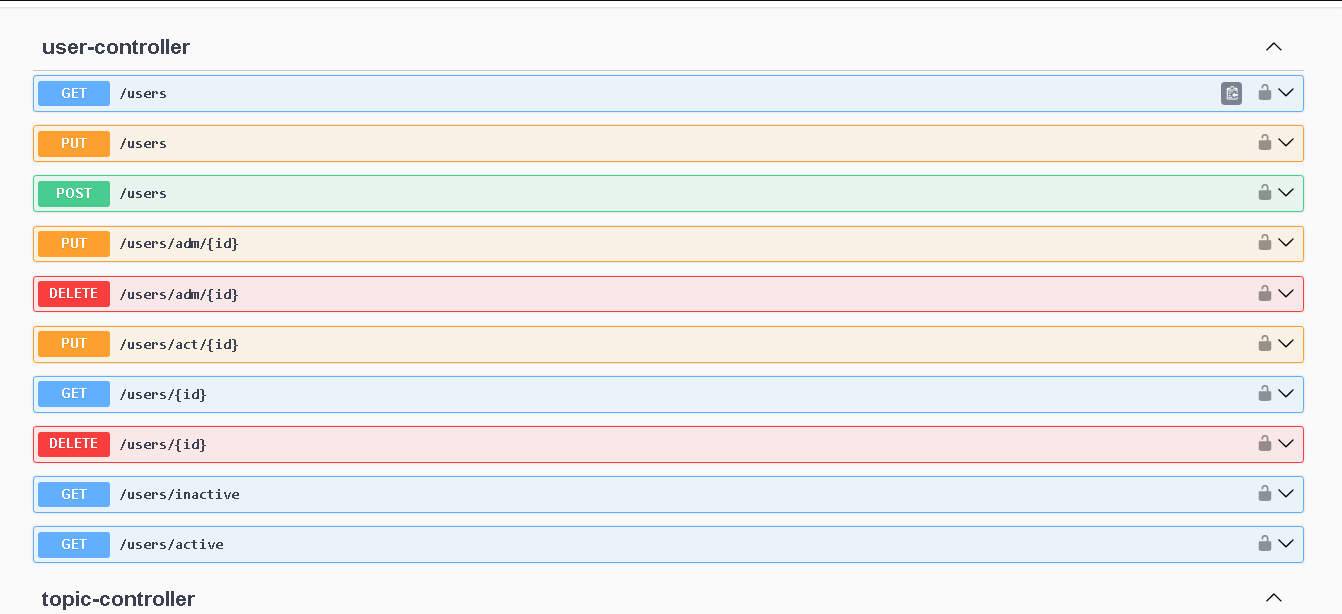 user-controller
GET /users
PUT /users
POST /users
PUT /users/adm/{id}
DELETE /users/adm/{id}
PUT /users/act/{id}
GET /users/{id}
DELETE /users/{id}
GET /users/inactive
GET /users/active
topic-controller